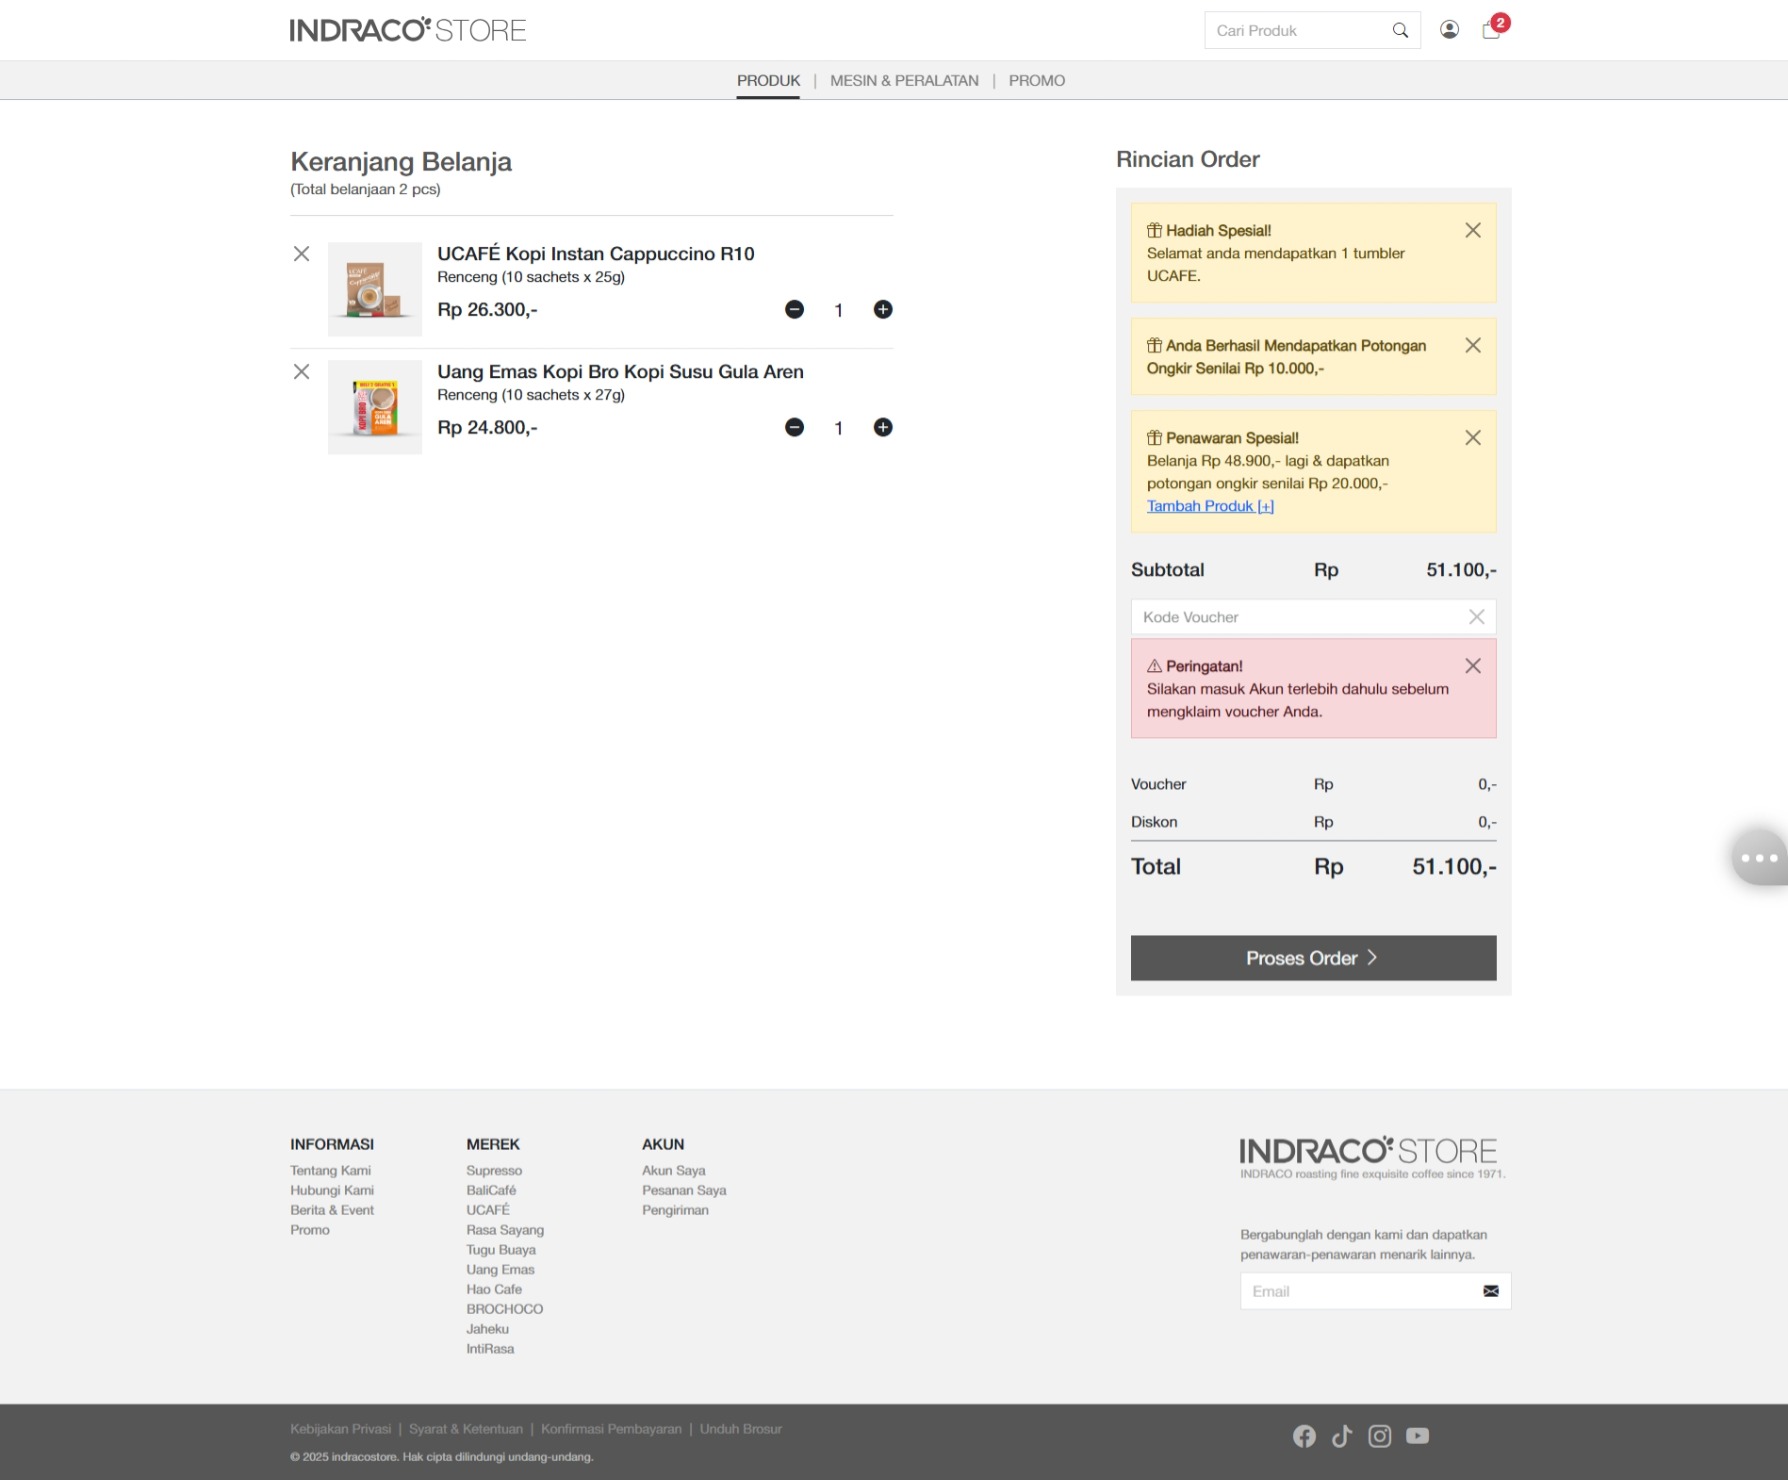 INDRACO STORE
Cari Produk
2
PRODUK | MESIN & PERALATAN | PROMO
Keranjang Belanja
(Total belanjaan 2 pcs)
UCAFÉ Kopi Instan Cappuccino R10
Renceng (10 sachets x 25g)
Rp 26.300,-
1
Uang Emas Kopi Bro Kopi Susu Gula Aren
Renceng (10 sachets x 27g)
Rp 24.800,-
1
Rincian Order
Hadiah Spesial!
Selamat anda mendapatkan 1 tumbler
UCAFE.
Anda Berhasil Mendapatkan Potongan
Ongkir Senilai Rp 10.000,-
Penawaran Spesial!
Belanja Rp 48.900,- lagi & dapatkan
potongan ongkir senilai Rp 20.000,-
Tambah Produk [+]
Subtotal Rp 51.100,-
Kode Voucher
Peringatan!
Silakan masuk Akun terlebih dahulu sebelum
mengklaim voucher Anda.
Voucher Rp 0,-
Diskon Rp 0,-
Total Rp 51.100,-
Proses Order
INFORMASI
Tentang Kami
Hubungi Kami
Berita & Event
Promo
MEREK
Supresso
BaliCafé
UCAFÉ
Rasa Sayang
Tugu Buaya
Uang Emas
Hao Cafe
BROCHOCO
Jaheku
IntiRasa
AKUN
Akun Saya
Pesanan Saya
Pengiriman
INDRACO STORE
INDRACO roasting fine exquisite coffee since 1971.
Bergabunglah dengan kami dan dapatkan
penawaran-penawaran menarik lainnya.
Email
Kebijakan Privasi | Syarat & Ketentuan | Konfirmasi Pembayaran | Unduh Brosur
© 2025 indracostore. Hak cipta dilindungi undang-undang.